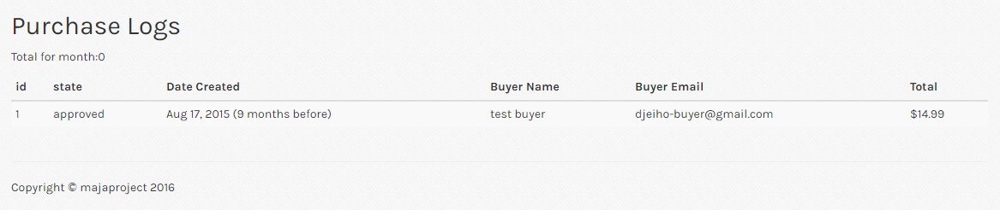 Purchase Logs
Total for month:0
id state Date Created Buyer Name Buyer Email Total
1 approved Aug 17, 2015 (9 months before) test buyer djeiho-buyer@gmail.com $14.99
Copyright © majaproject 2016